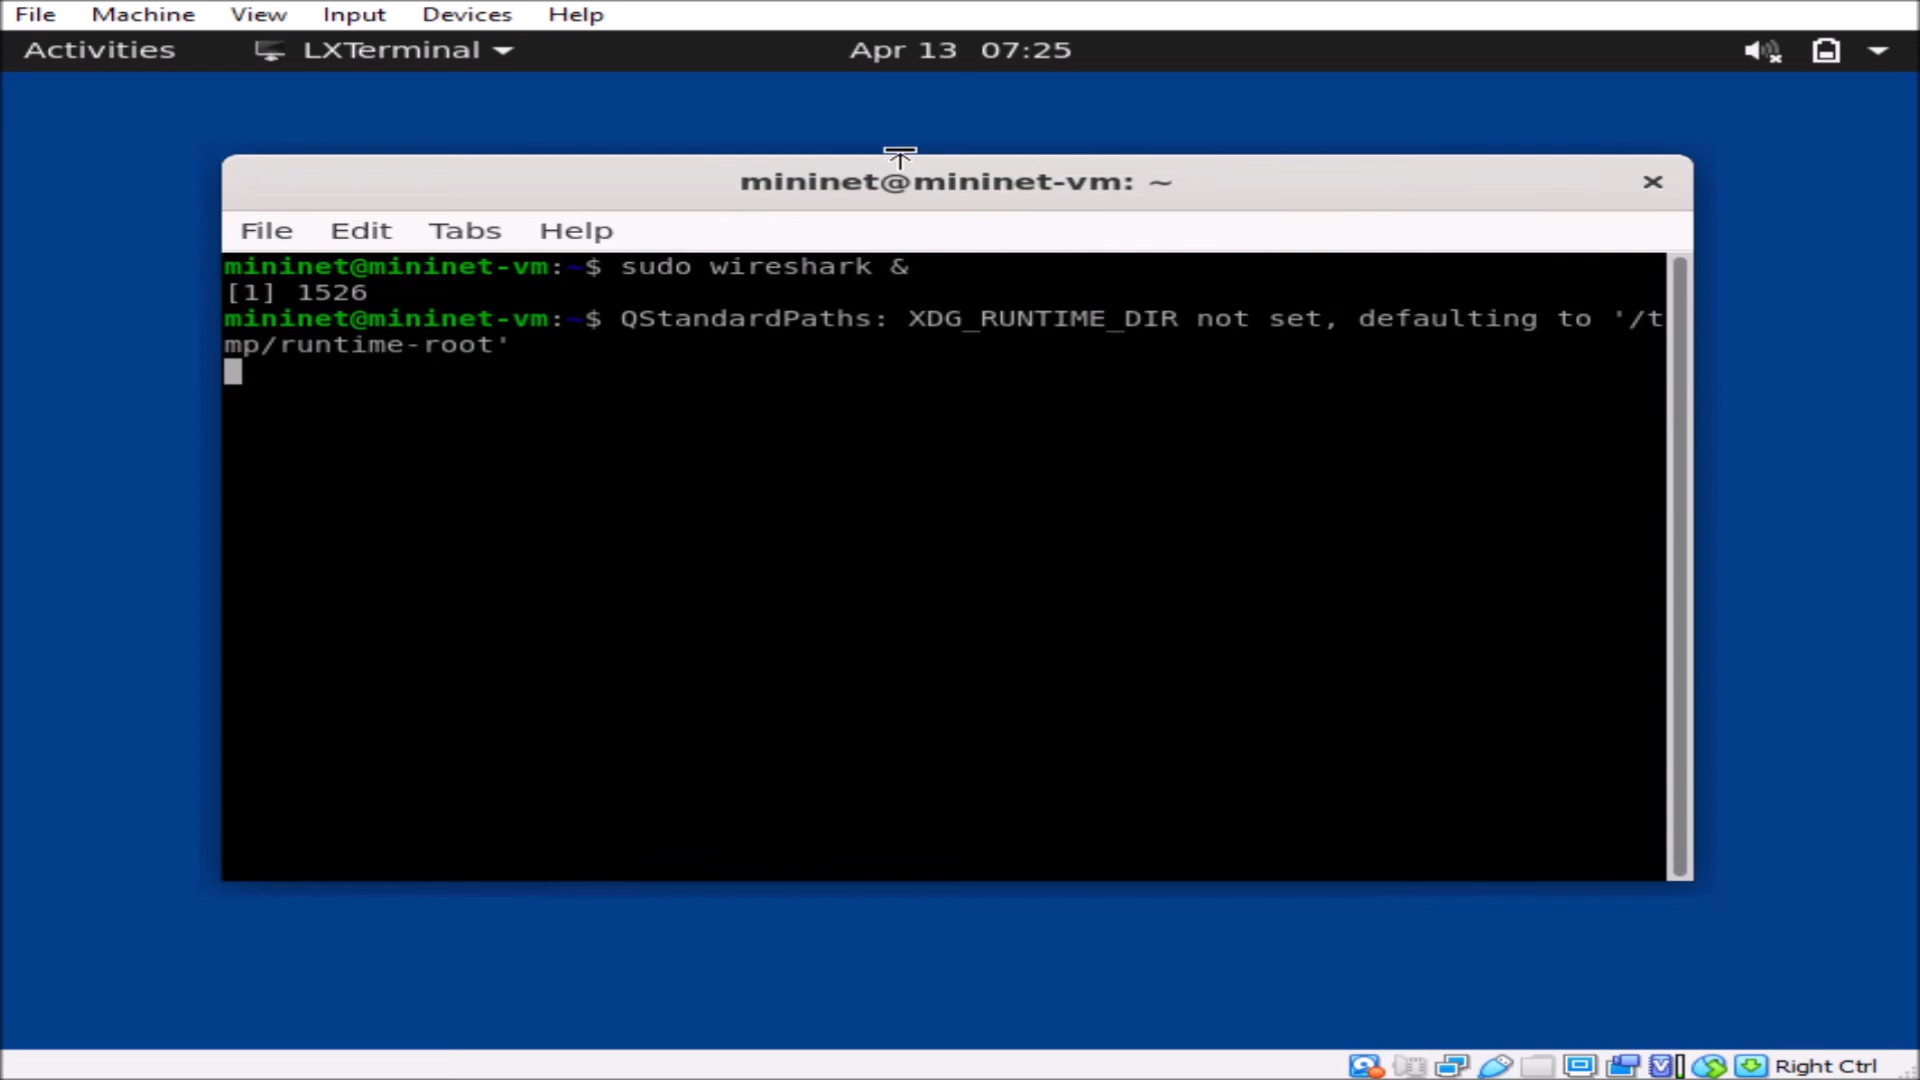 File Machine View Input Devices Help
Activities LXTerminal Apr 13 07:25
mininet@mininet-vm: ~
File Edit Tabs Help
mininet@mininet-vm:~$ sudo wireshark &
[1] 1526
mininet@mininet-vm:~$ QStandardPaths: XDG_RUNTIME_DIR not set, defaulting to '/t
mp/runtime-root'
Right Ctrl